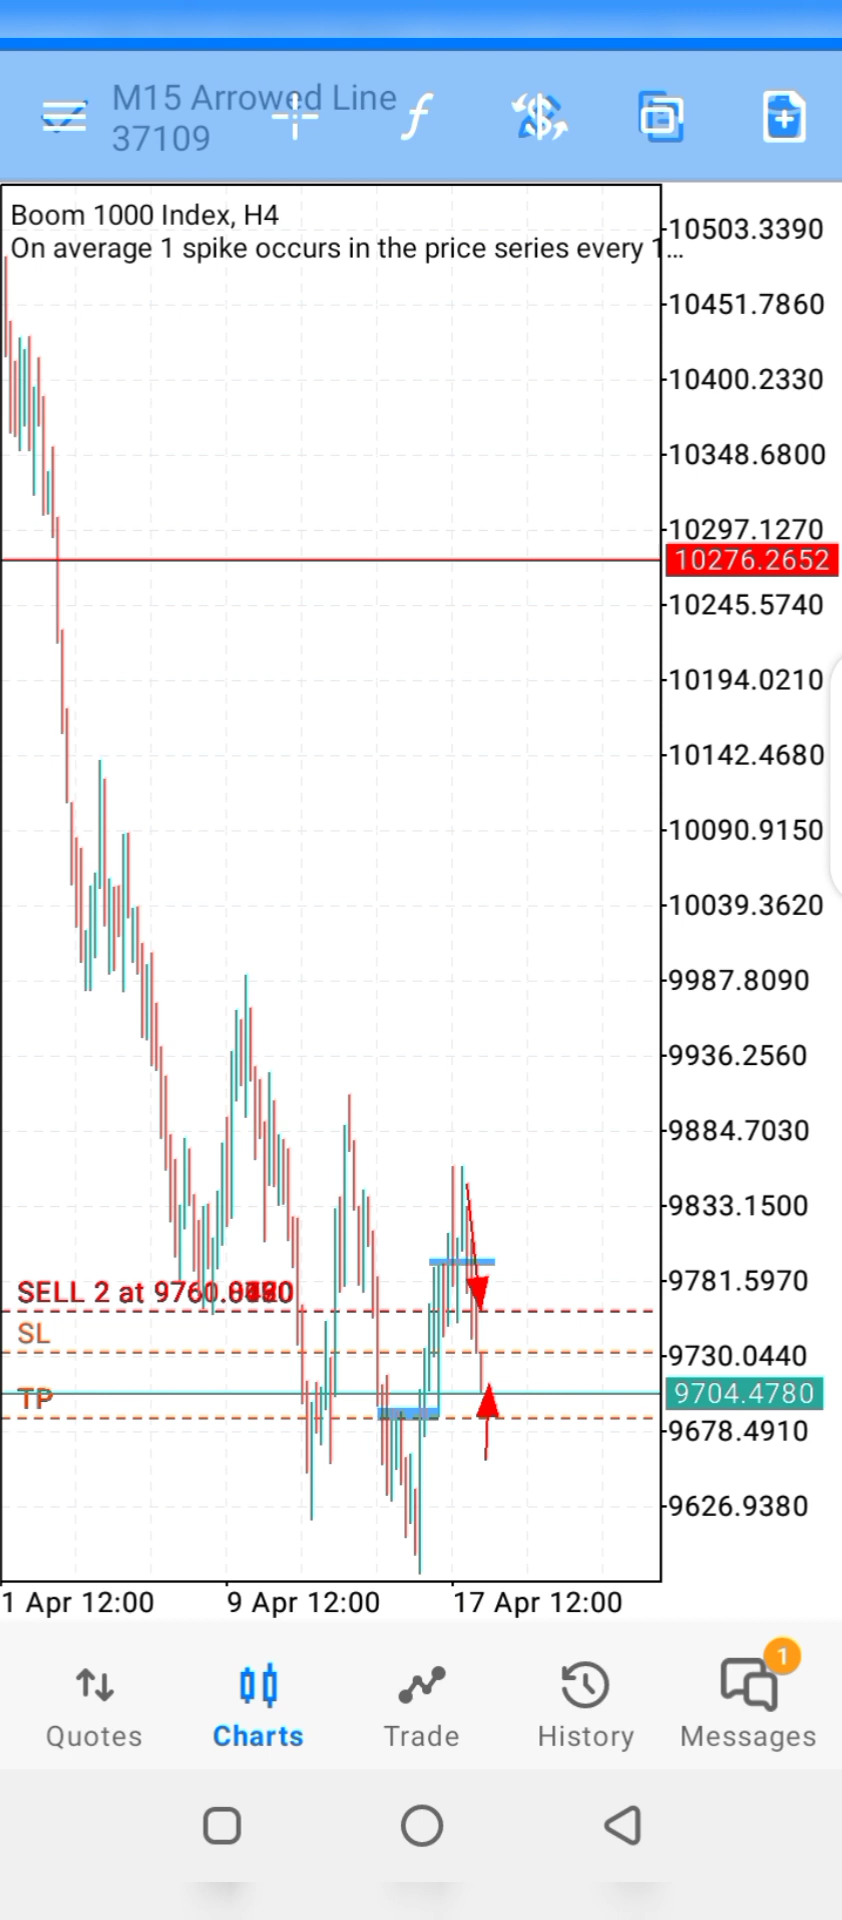 M15 Arrowed Line
37109
Boom 1000 Index, H4
On average 1 spike occurs in the price series every 1...
10503.3390
10451.7860
10400.2330
10348.6800
10297.1270
10276.2652
10245.5740
10194.0210
10142.4680
10090.9150
10039.3620
9987.8090
9936.2560
9884.7030
9833.1500
9781.5970
SELL 2 at
SL
9730.0440
TP
9704.4780
9678.4910
9626.9380
1 Apr 12:00
9 Apr 12:00
17 Apr 12:00
1
Quotes
Charts
Trade
History
Messages